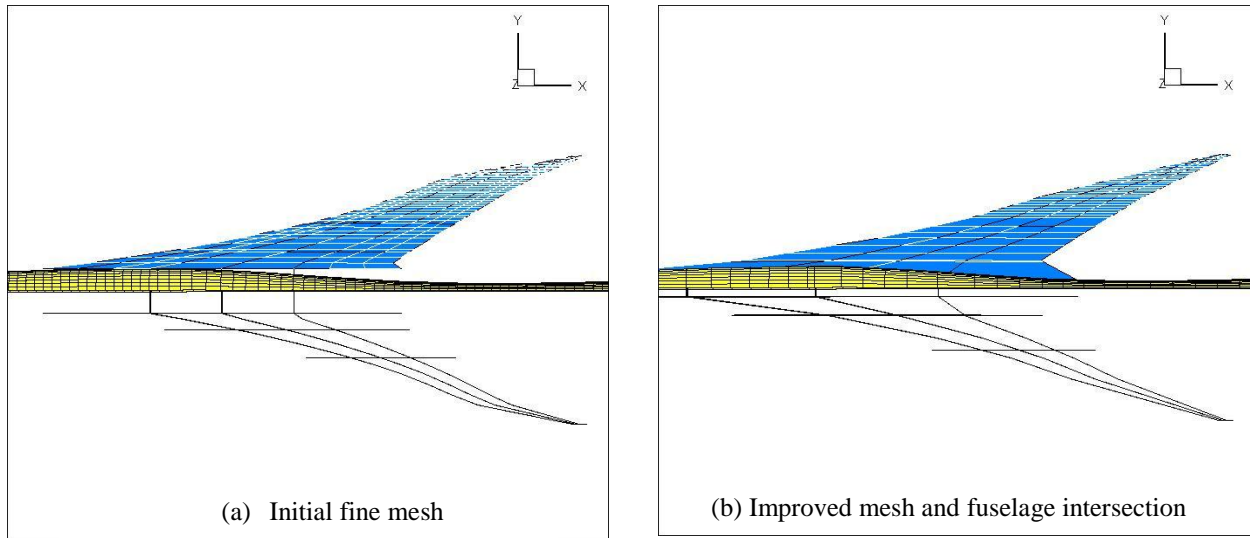 Y
Z X
Y
Z X
(a) Initial fine mesh
(b) Improved mesh and fuselage intersection